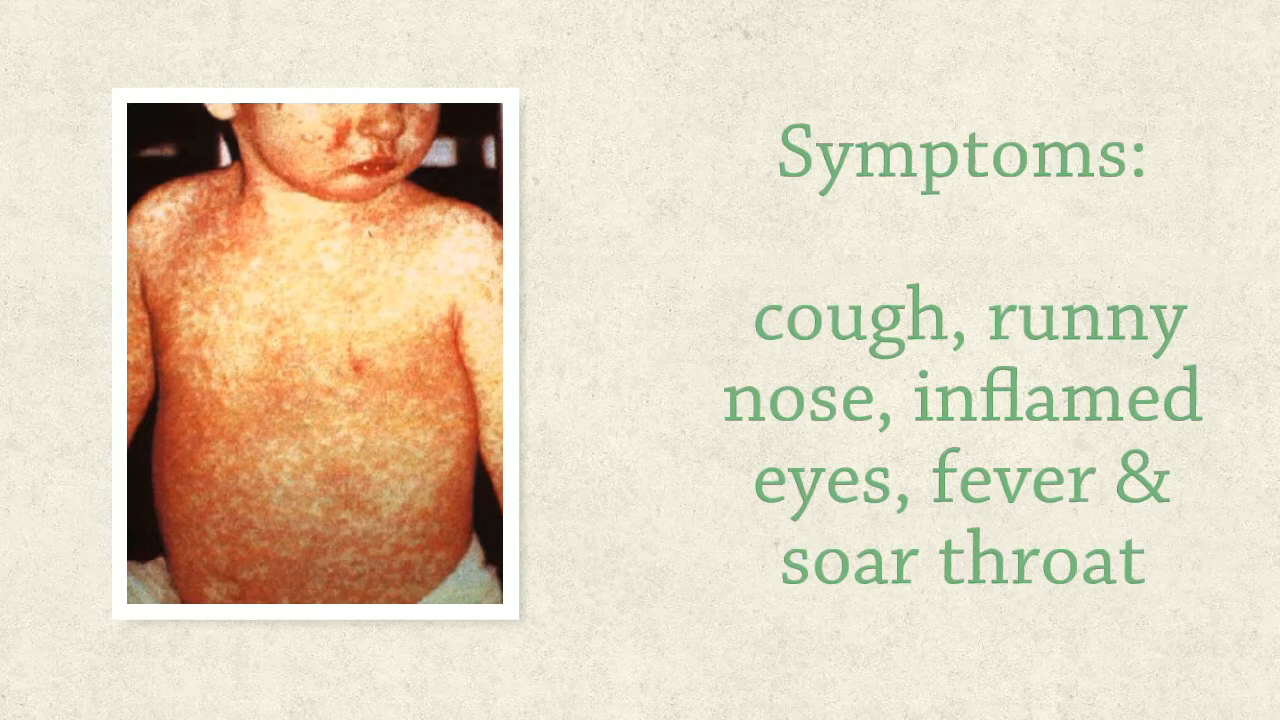 Symptoms:
cough, runny
nose, inflamed
eyes, fever &
soar throat